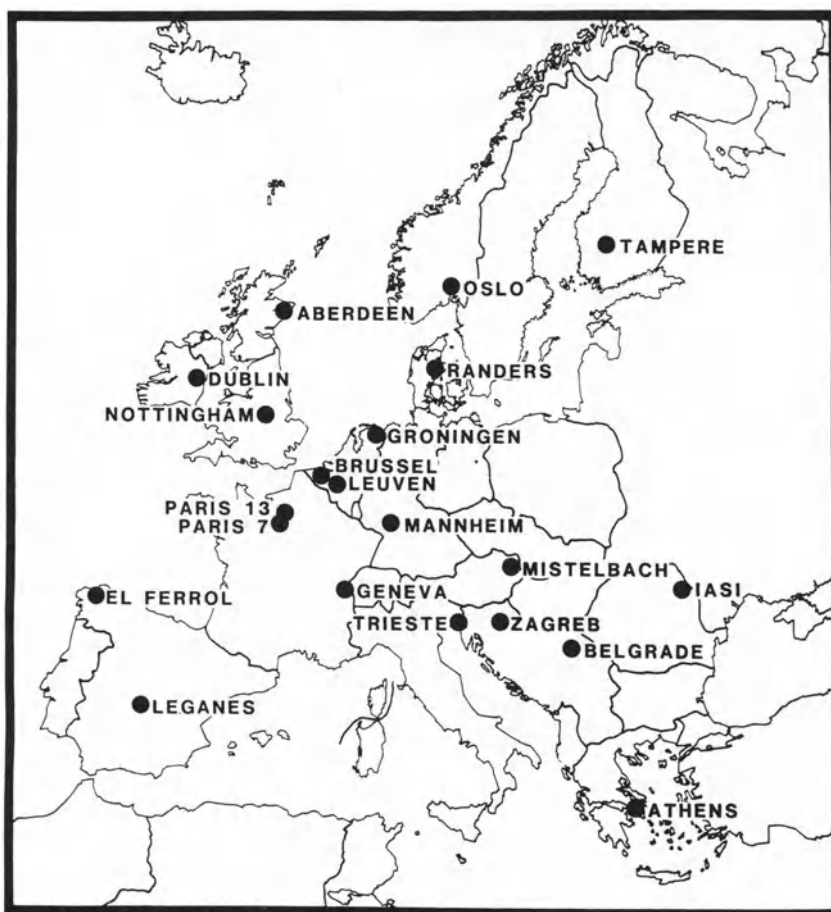 TAMPERE
OSLO
ABERDEEN
RANDERS
DUBLIN
NOTTINGHAM
GRONINGEN
BRUSSEL
LEUVEN
PARIS 13
PARIS 7
MANNHEIM
MISTELBACH
EL FERROL
GENEVA
IASI
TRIESTE
ZAGREB
BELGRADE
LEGANES
ATHENS